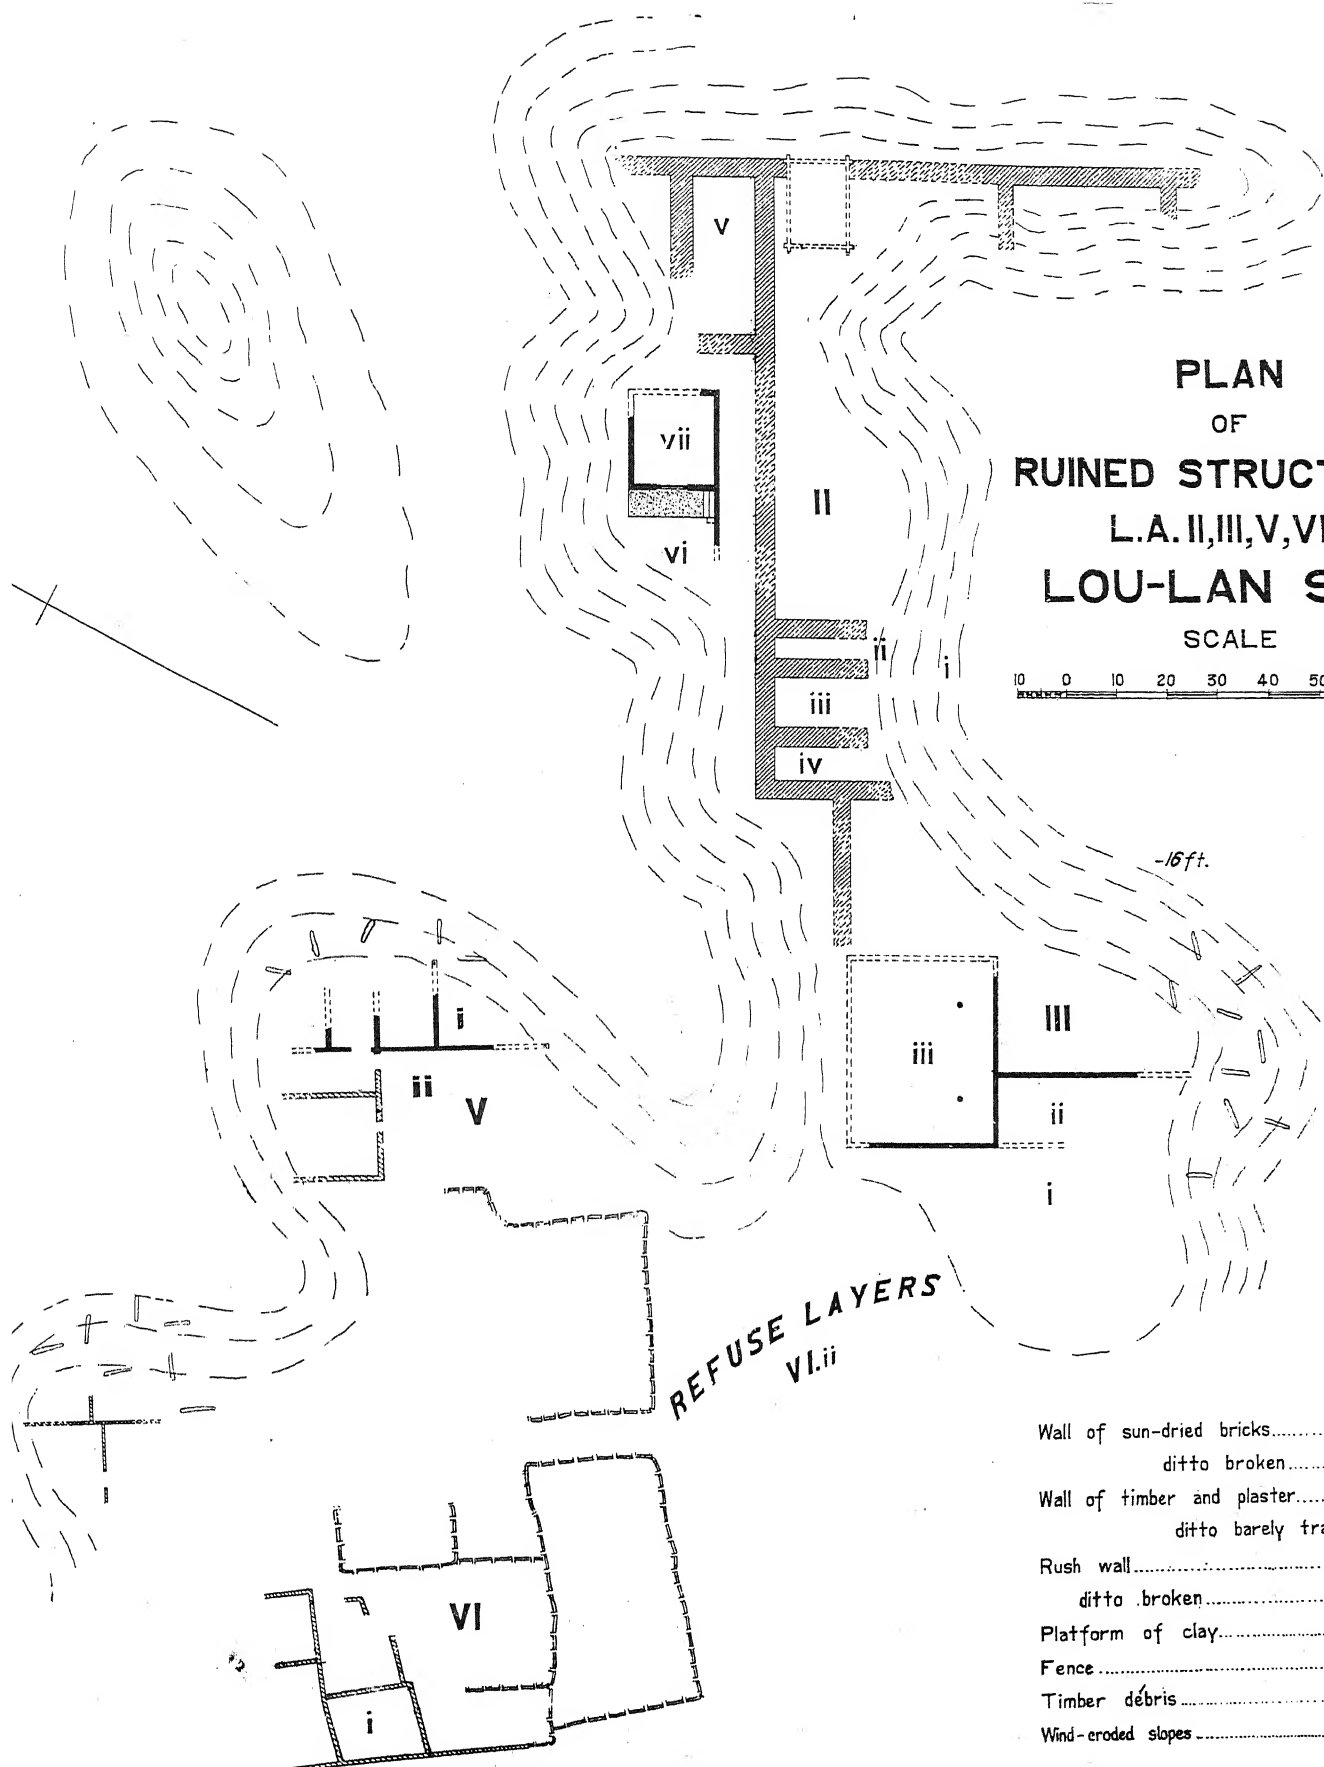 v
PLAN
OF
RUINED STRUCT
L.A. II, III, V, VI
LOU-LAN S
SCALE
10 0 10 20 30 40 50
vii
II
vi
ii
i
iii
iv
-16 ft.
III
iii
ii
i
i
ii
V
REFUSE LAYERS
VI.ii
VI
i
Wall of sun-dried bricks
ditto broken
Wall of timber and plaster
ditto barely tra
Rush wall
ditto broken
Platform of clay
Fence
Timber débris
Wind-eroded slopes